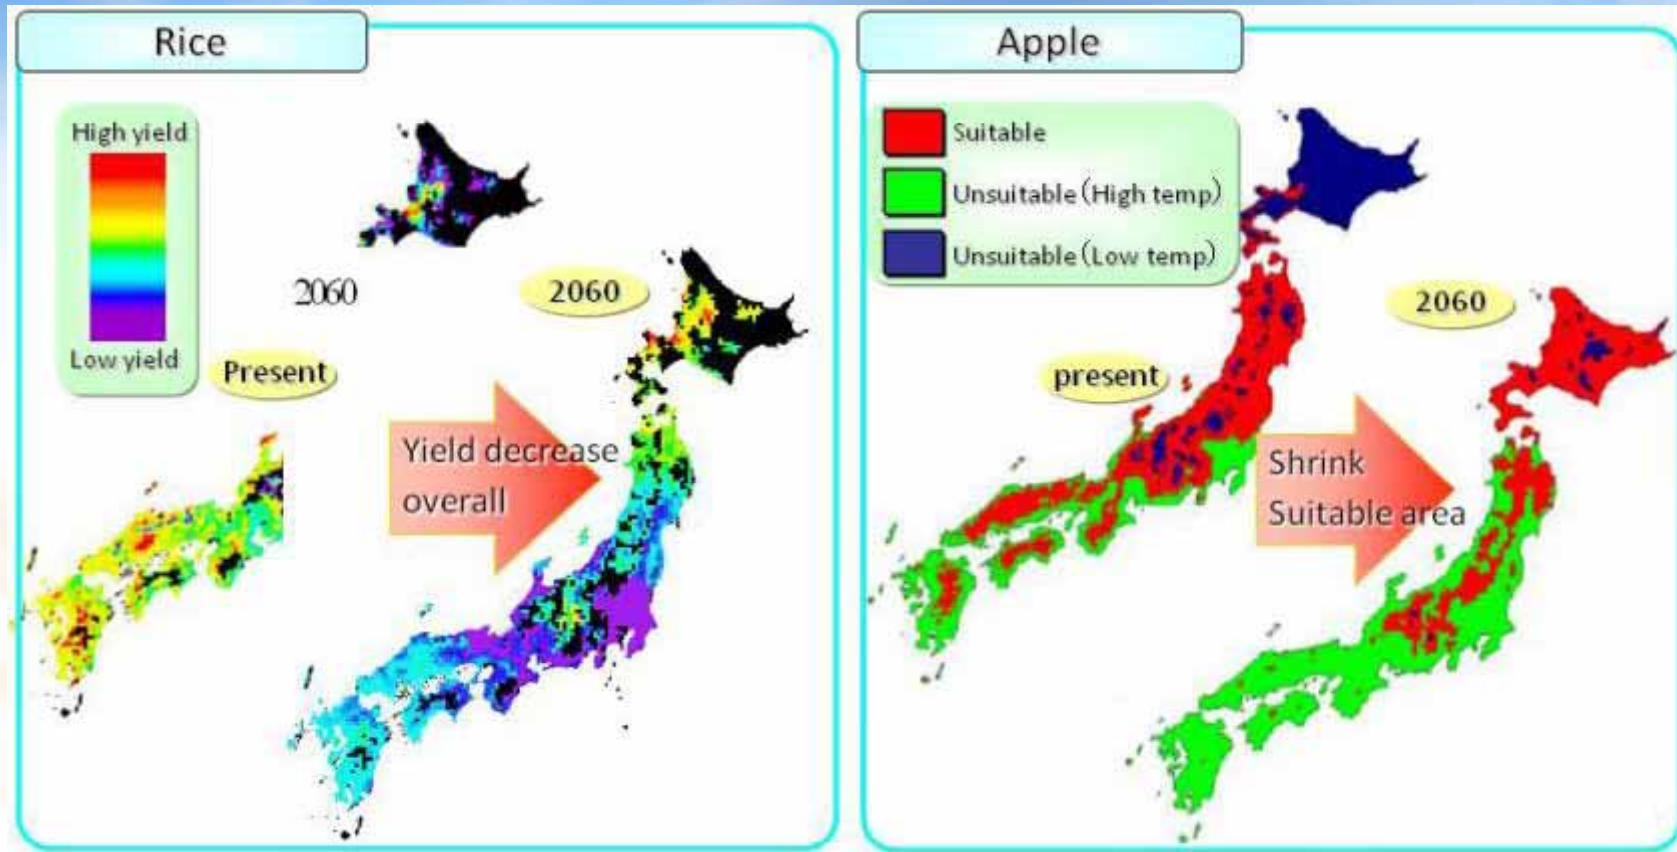 Rice
High yield
Low yield
Present
2060
2060
Yield decrease
overall
Apple
Suitable
Unsuitable(High temp)
Unsuitable(Low temp)
present
2060
Shrink
Suitable area